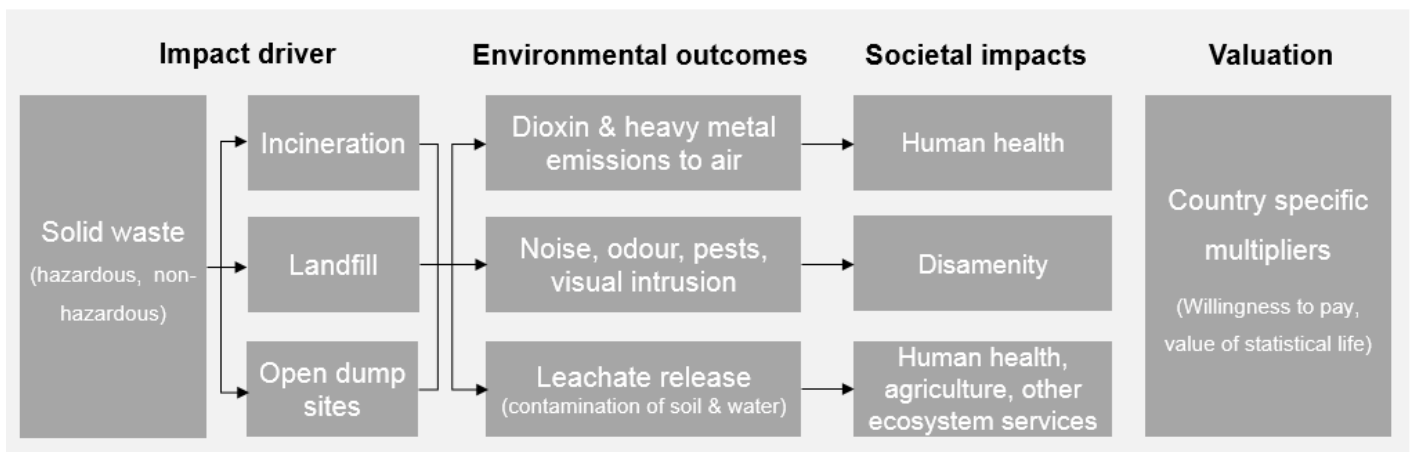 Impact driver
Environmental outcomes
Societal impacts
Valuation
Solid waste
(hazardous, non-
hazardous)
Incineration
Landfill
Open dump
sites
Dioxin & heavy metal
emissions to air
Noise, odour, pests,
visual intrusion
Leachate release
(contamination of soil & water)
Human health
Disamenity
Human health,
agriculture, other
ecosystem services
Country specific
multipliers
(Willingness to pay,
value of statistical life)